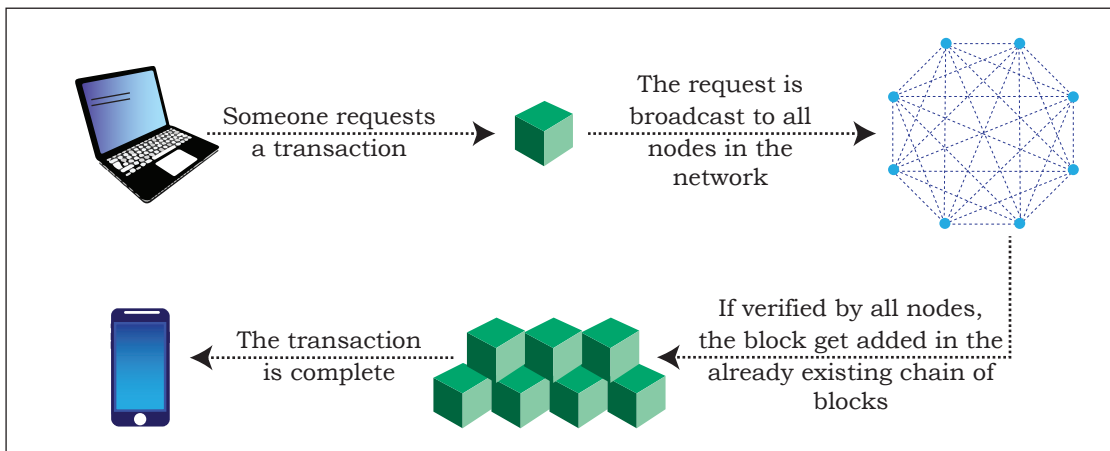 Someone requests
a transaction
The request is
broadcast to all
nodes in the
network
If verified by all nodes,
the block get added in the
already existing chain of
blocks
The transaction
is complete